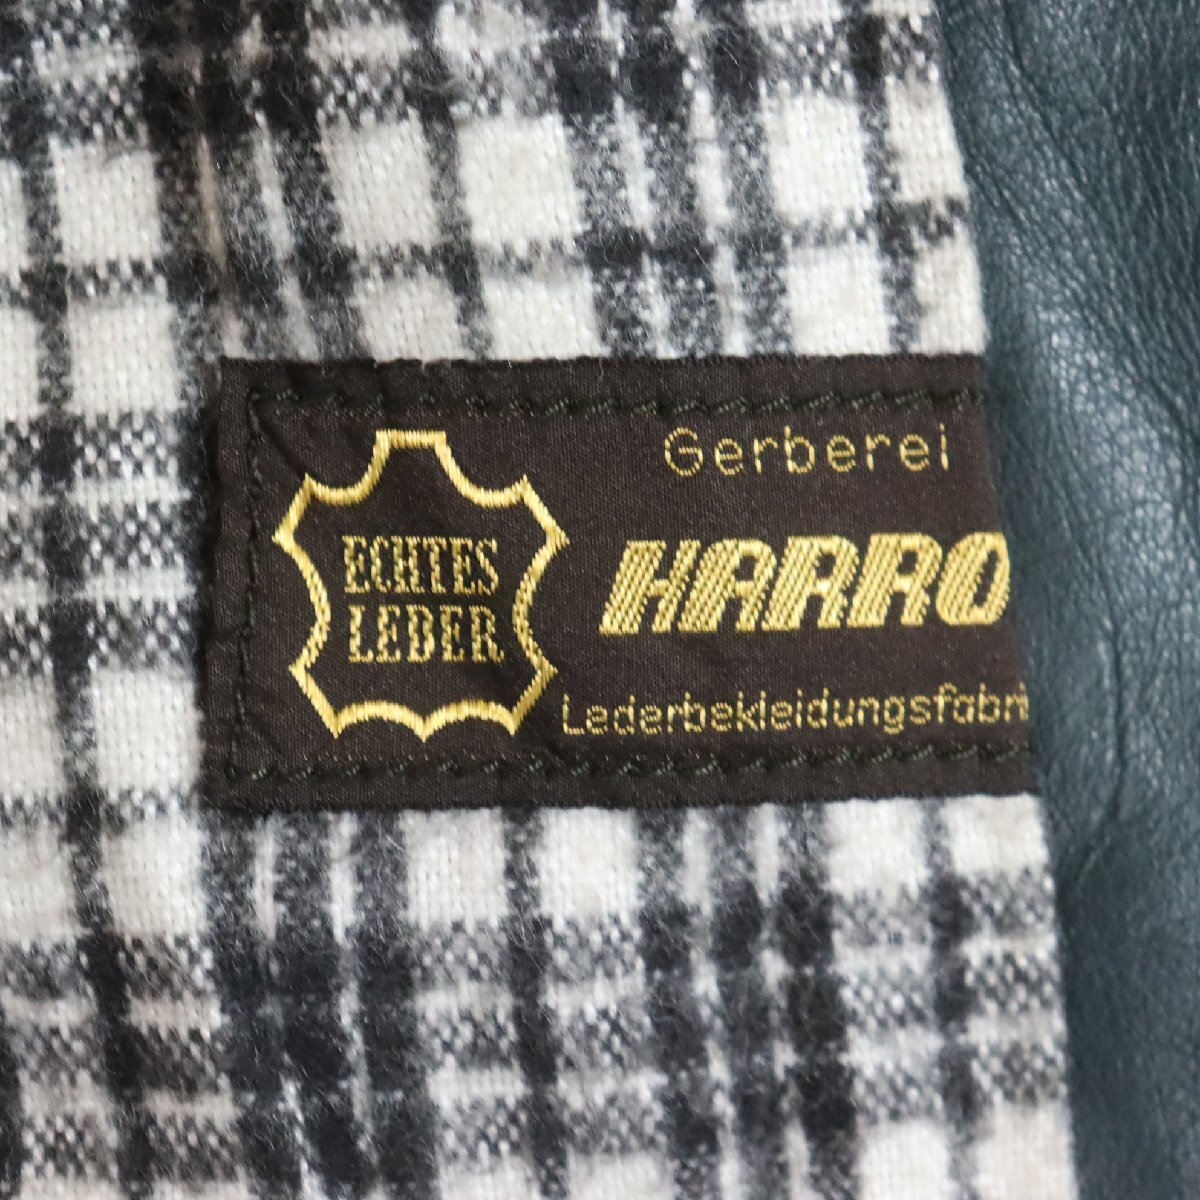 ECHTES
LEDER
Gerberei
HARRO
Lederbekleidungsfabri